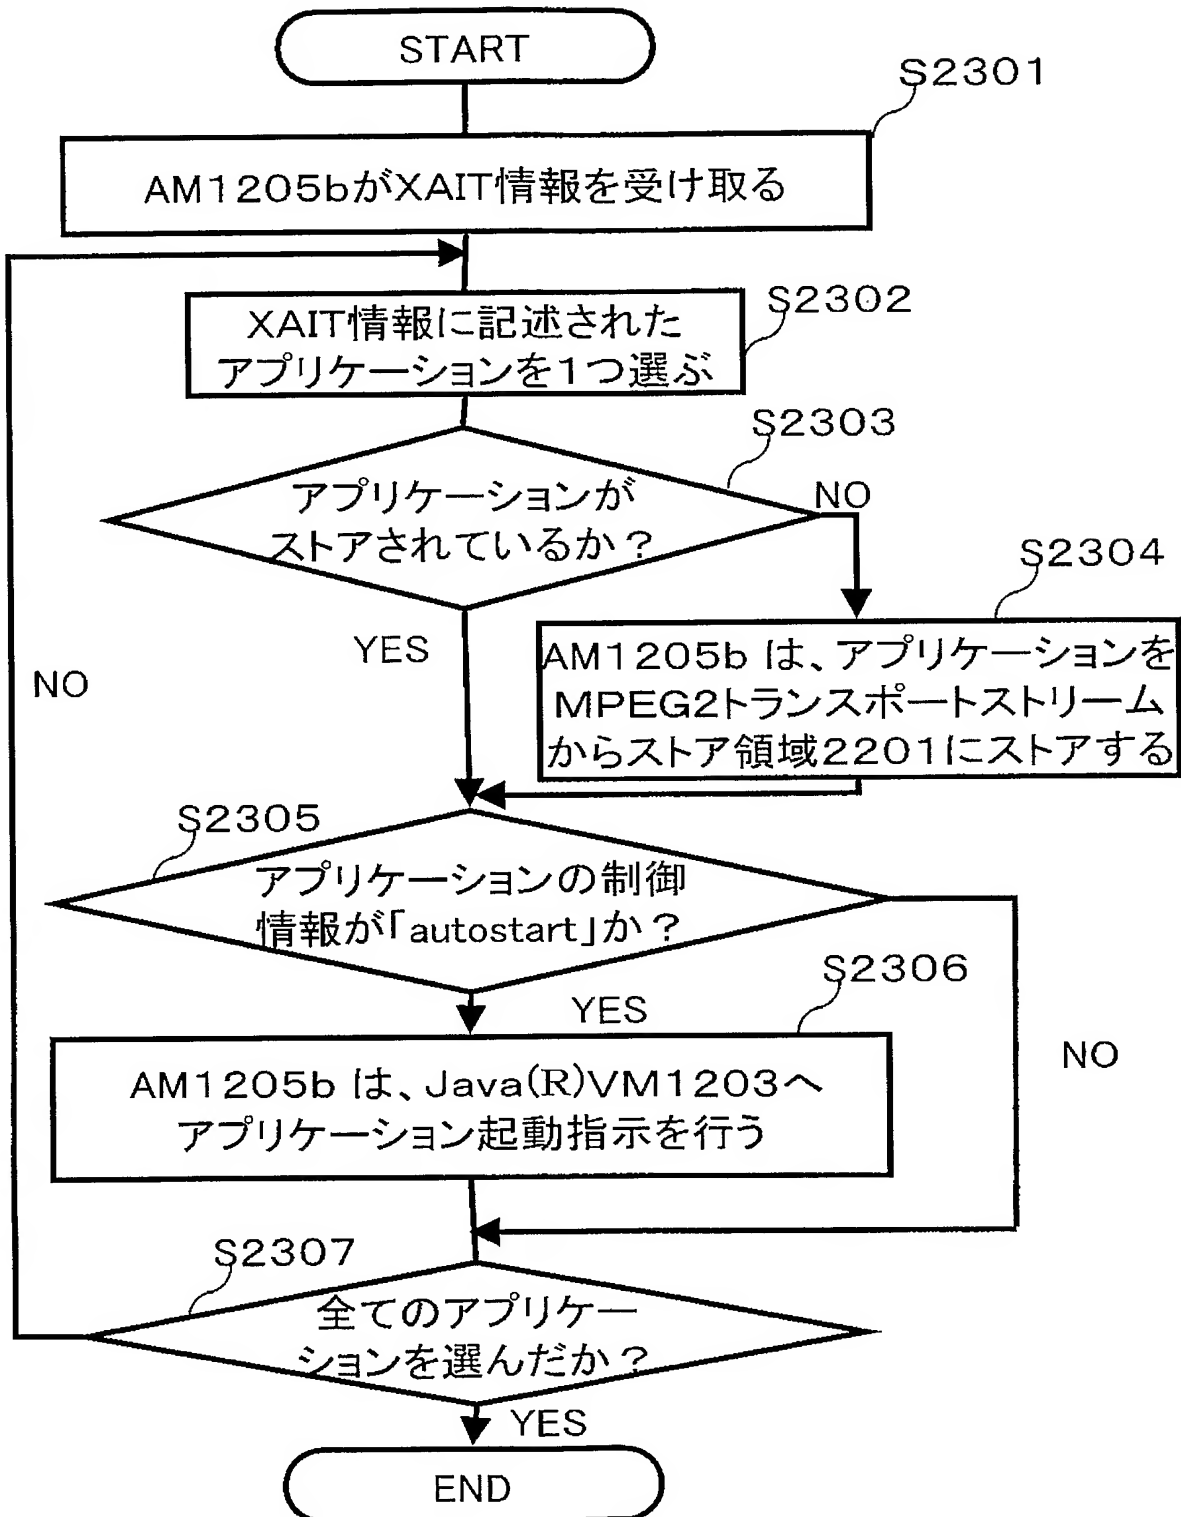 START
S2301
AM1205bがXAIT情報を受け取る
S2302
XAIT情報に記述された
アプリケーションを1つ選ぶ
S2303
アプリケーションが
ストアされているか？
NO
S2304
YES
AM1205b は、アプリケーションを
MPEG2トランスポートストリーム
からストア領域2201にストアする
NO
S2305
アプリケーションの制御
情報が「autostart」か？
S2306
YES
NO
AM1205b は、Java(R)VM1203へ
アプリケーション起動指示を行う
S2307
全てのアプリケー
ションを選んだか？
YES
END